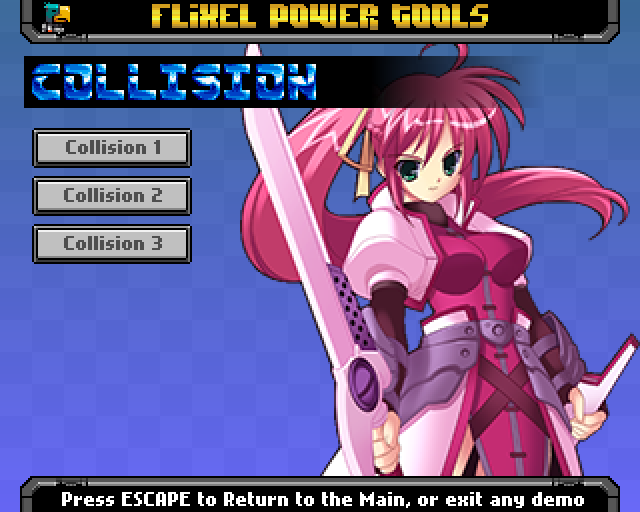 FLIXEL POWER TOOLS
COLLISION
Collision 1
Collision 2
Collision 3
Press ESCAPE to Return to the Main, or exit any demo